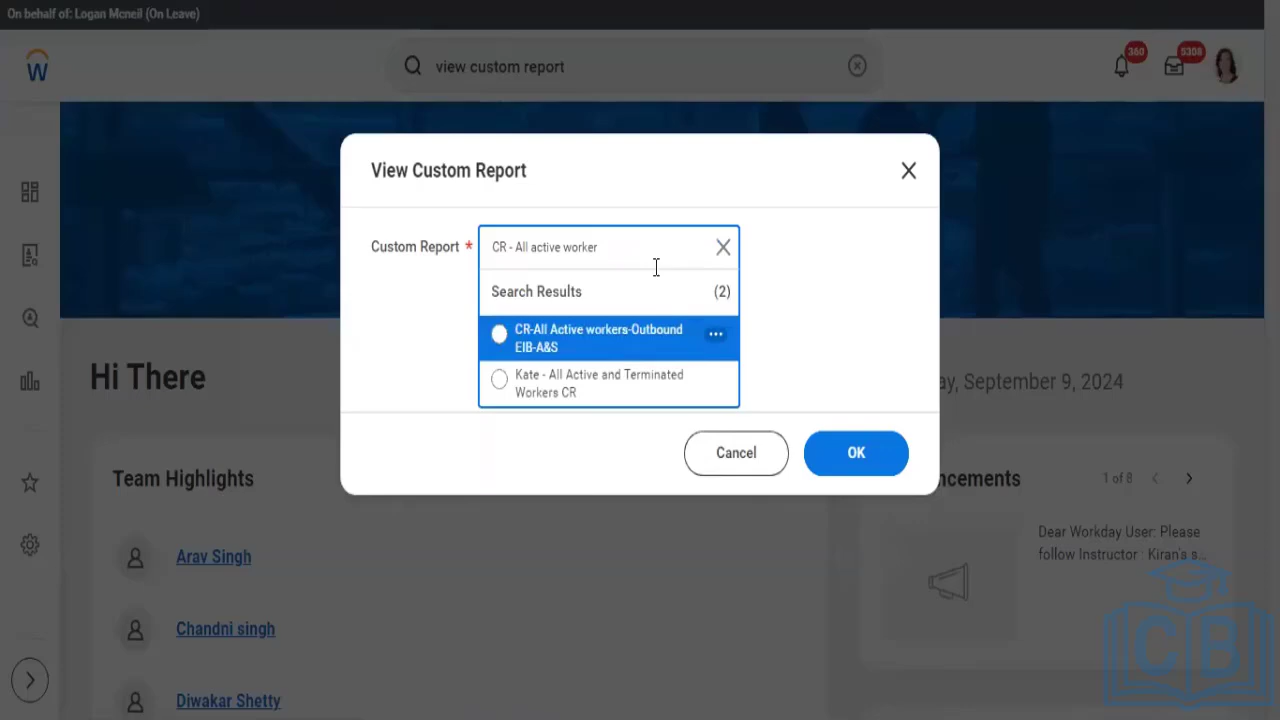 On behalf of: Logan Mcneil (On Leave)
W
view custom report
360
5308
View Custom Report
Custom Report *
CR - All active worker
Search Results (2)
CR-All Active workers-Outbound
EIB-A&S
Kate - All Active and Terminated
Workers CR
Cancel
OK
Hi There
ay, September 9, 2024
Team Highlights
Arav Singh
Chandni singh
Diwakar Shetty
ncements
1 of 8
Dear Workday User: Please
follow Instructor : Kiran's s...
CB